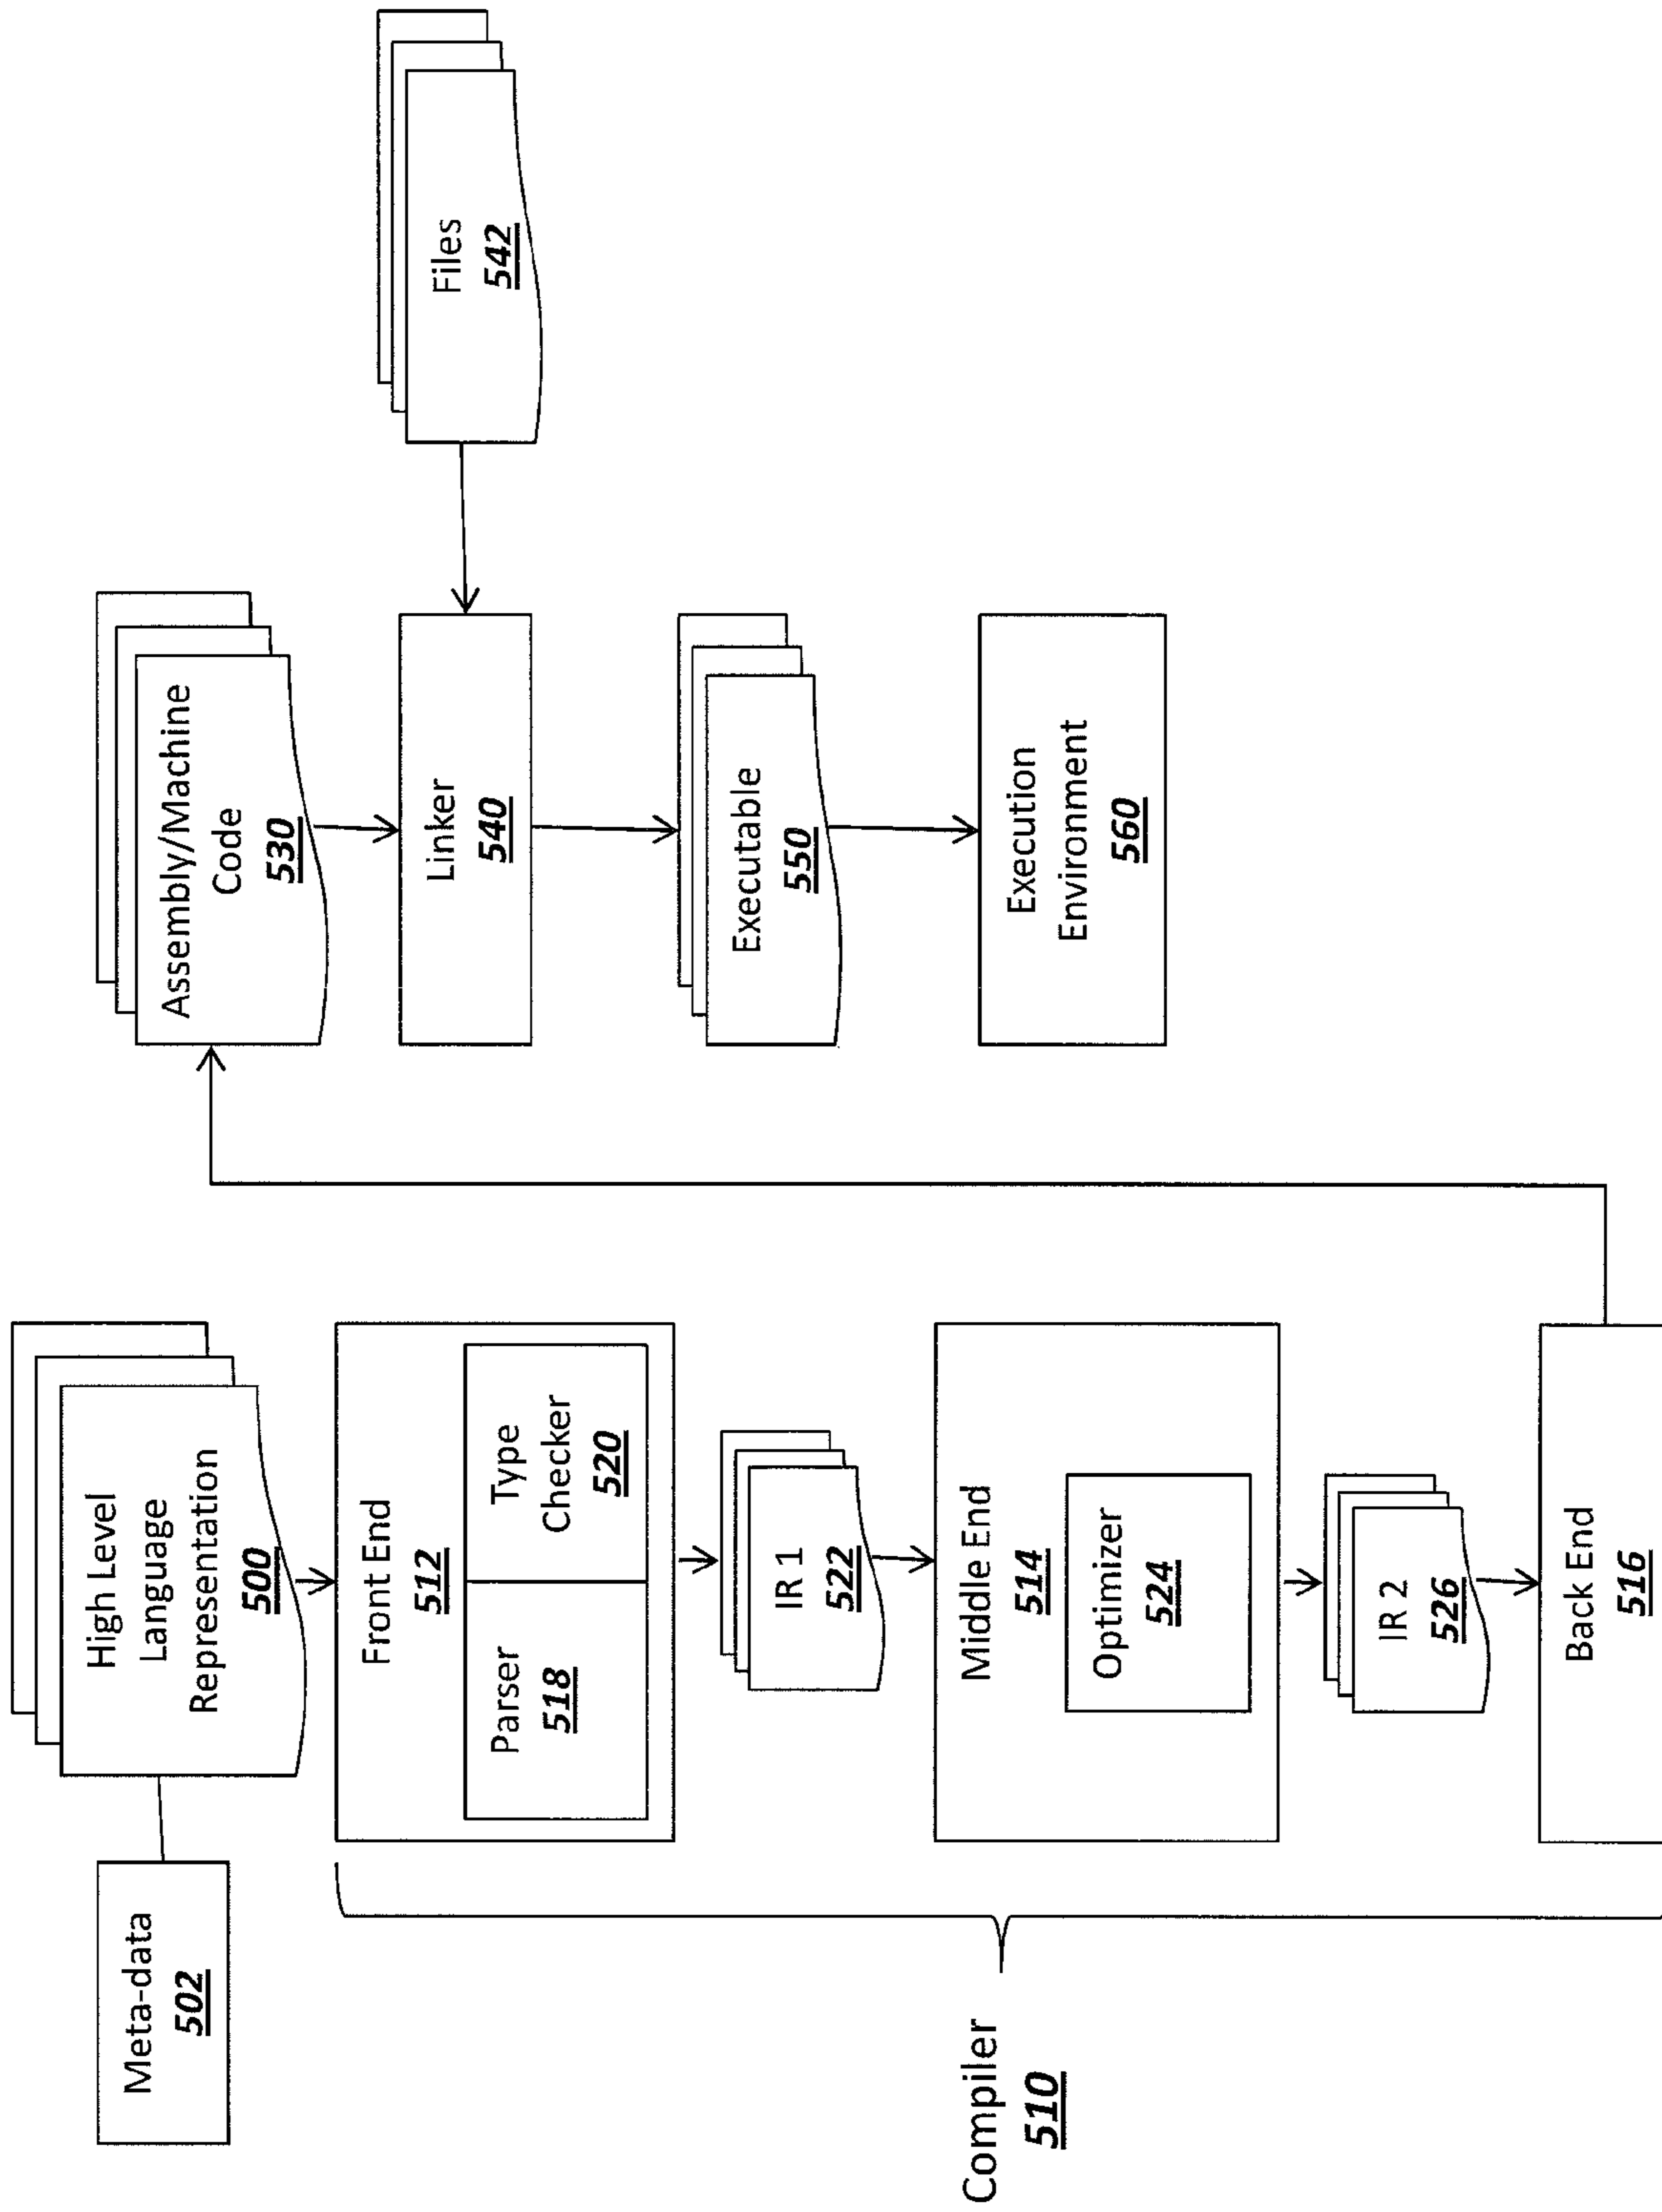 Meta-data
502
High Level
Language
Representation
500
Compiler
510
Front End
512
Parser
518
Type
Checker
520
IR 1
522
Middle End
514
Optimizer
524
IR 2
526
Back End
516
Assembly/Machine
Code
530
Linker
540
Files
542
Executable
550
Execution
Environment
560